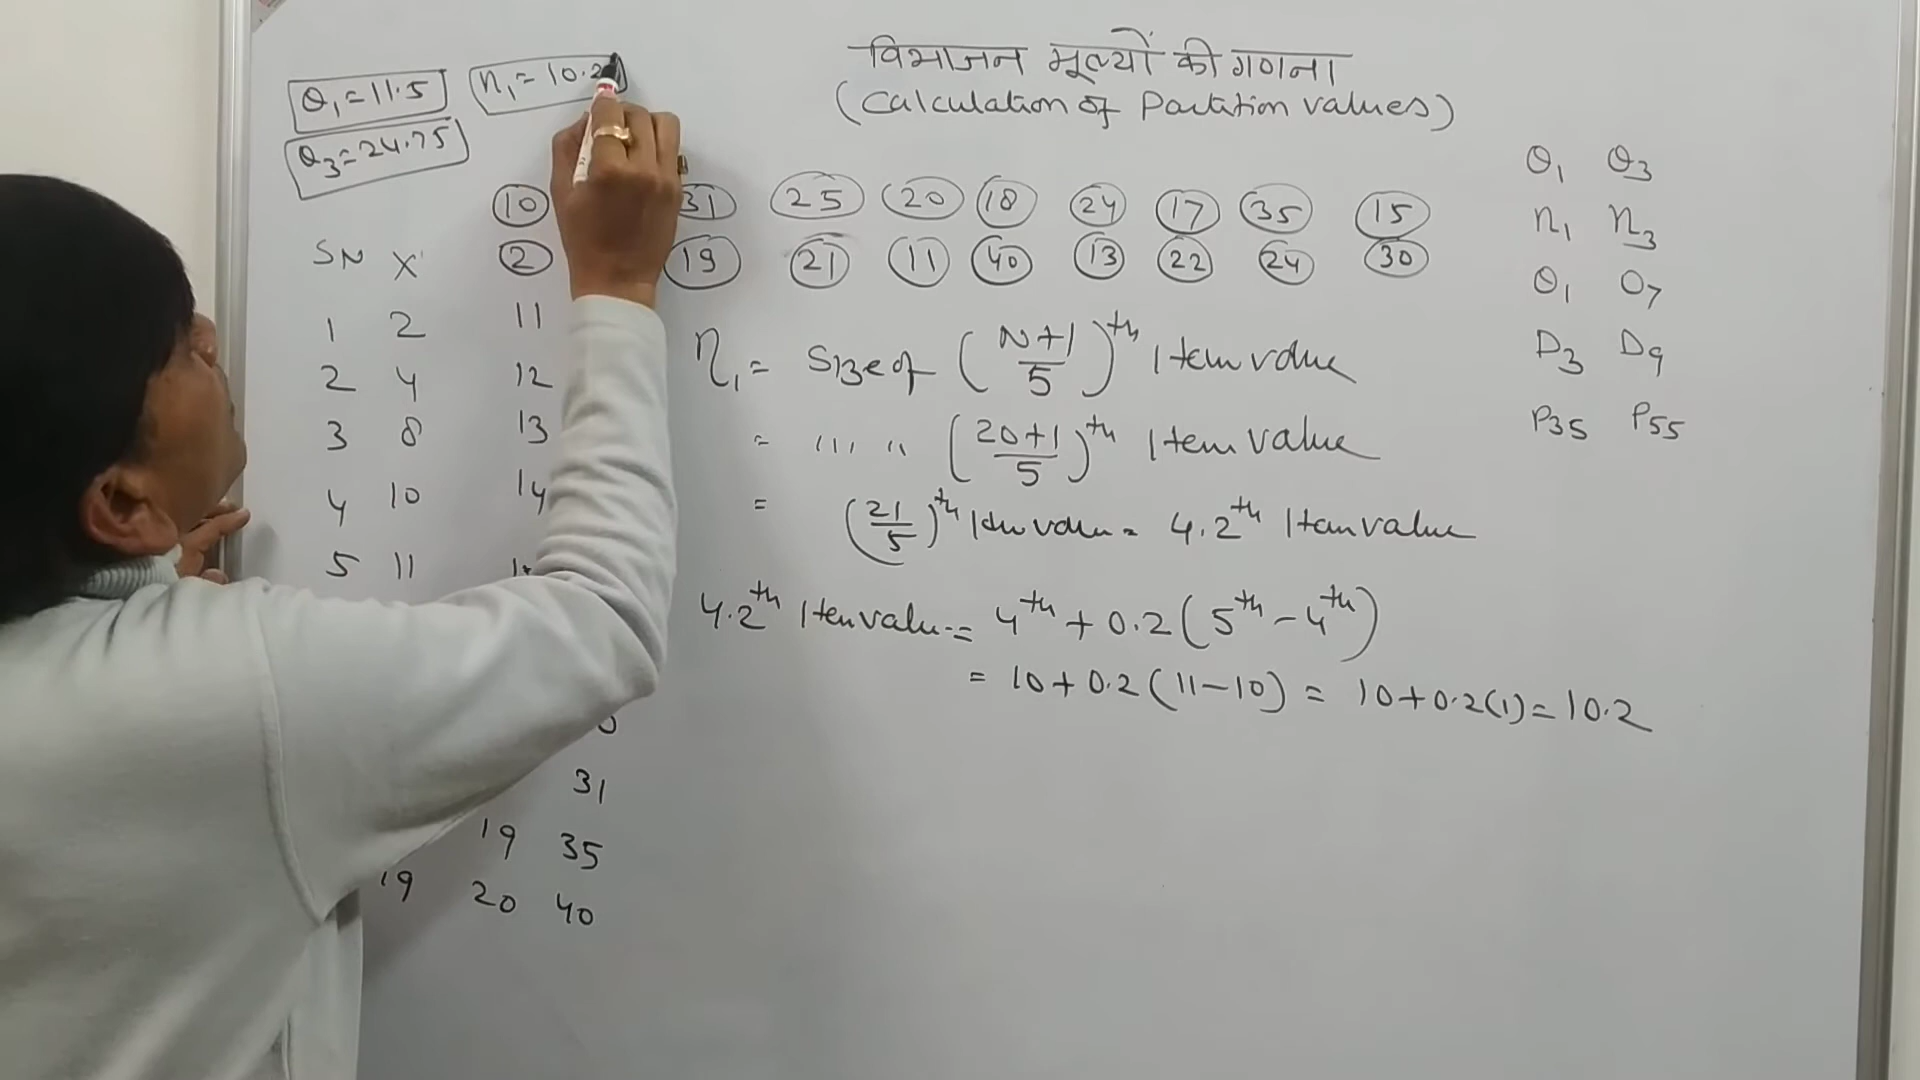 विभाजन मूल्यों की गणना
(Calculation of Partition values)
Q₁ = 11.5
η₁ = 10.2
Q₃ = 24.75
Q₁ Q₃
η₁ η₃
O₁ O₇
D₃ D₉
P35 P55
10 31 25 20 18 24 17 35 15
2 19 21 11 40 13 22 24 30
SN X
1 2 11
2 4 12
3 8 13
4 10 14
5 11
31
19 35
19 20 40
η₁ = Size of (N+1/5)th Item value
= ,,,, ,, (20+1/5)th Item value
= (21/5)th Item value = 4.2th Item value
4.2th Item value = 4th + 0.2 (5th – 4th)
= 10 + 0.2 (11 – 10) = 10 + 0.2 (1) = 10.2